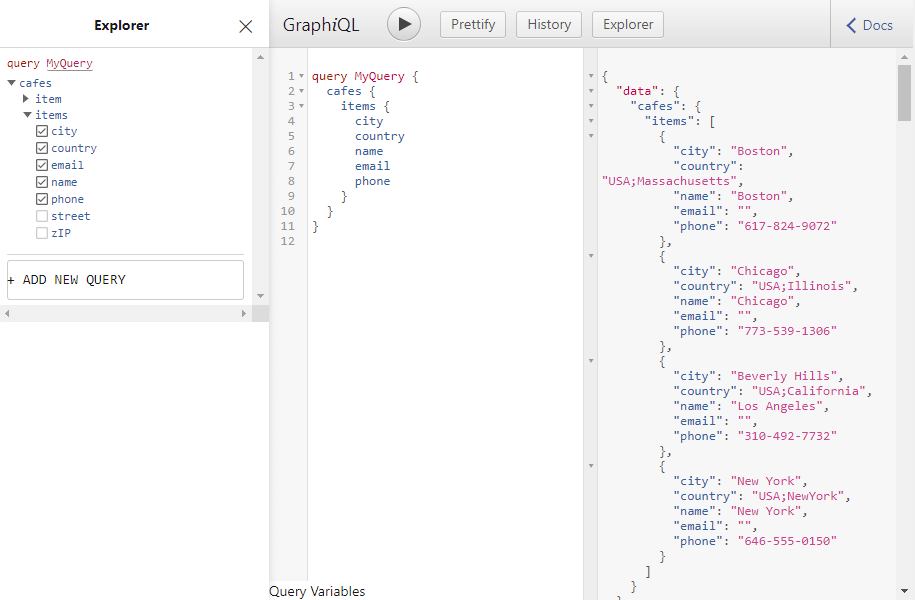 Explorer
query MyQuery
cafes
item
items
city
country
email
name
phone
street
zIP
+ ADD NEW QUERY
GraphiQL
Prettify
History
Explorer
Docs
1 query MyQuery {
2 cafes {
3 items {
4 city
5 country
6 name
7 email
8 phone
9 }
10 }
11 }
12
Query Variables
{
"data": {
"cafes": {
"items": [
{
"city": "Boston",
"country":
"USA;Massachusetts",
"name": "Boston",
"email": "",
"phone": "617-824-9072"
},
{
"city": "Chicago",
"country": "USA;Illinois",
"name": "Chicago",
"email": "",
"phone": "773-539-1306"
},
{
"city": "Beverly Hills",
"country": "USA;California",
"name": "Los Angeles",
"email": "",
"phone": "310-492-7732"
},
{
"city": "New York",
"country": "USA;NewYork",
"name": "New York",
"email": "",
"phone": "646-555-0150"
}
]
}